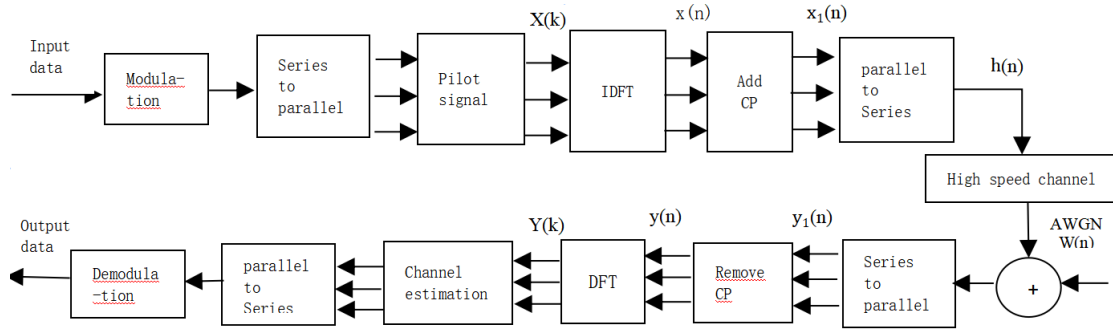 Input
data
Modula-
tion
Series
to
parallel
Pilot
signal
X(k)
IDFT
x(n)
Add
CP
x1(n)
parallel
to
Series
h(n)
High speed channel
AWGN
W(n)
+
Series
to
parallel
y1(n)
Remove
CP
y(n)
DFT
Y(k)
Channel
estimation
parallel
to
Series
Demodula
-tion
Output
data